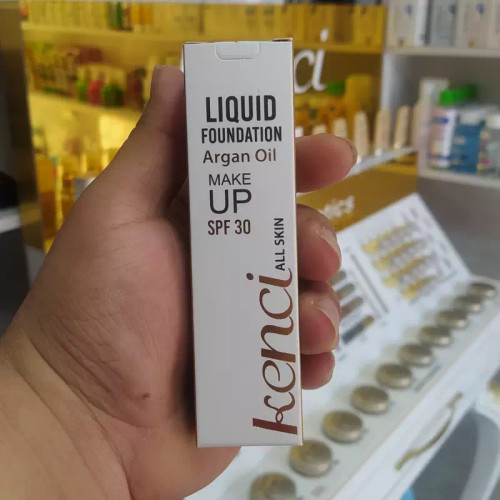 LIQUID
FOUNDATION
Argan Oil
MAKE
UP
SPF 30
ALL SKIN
kenci